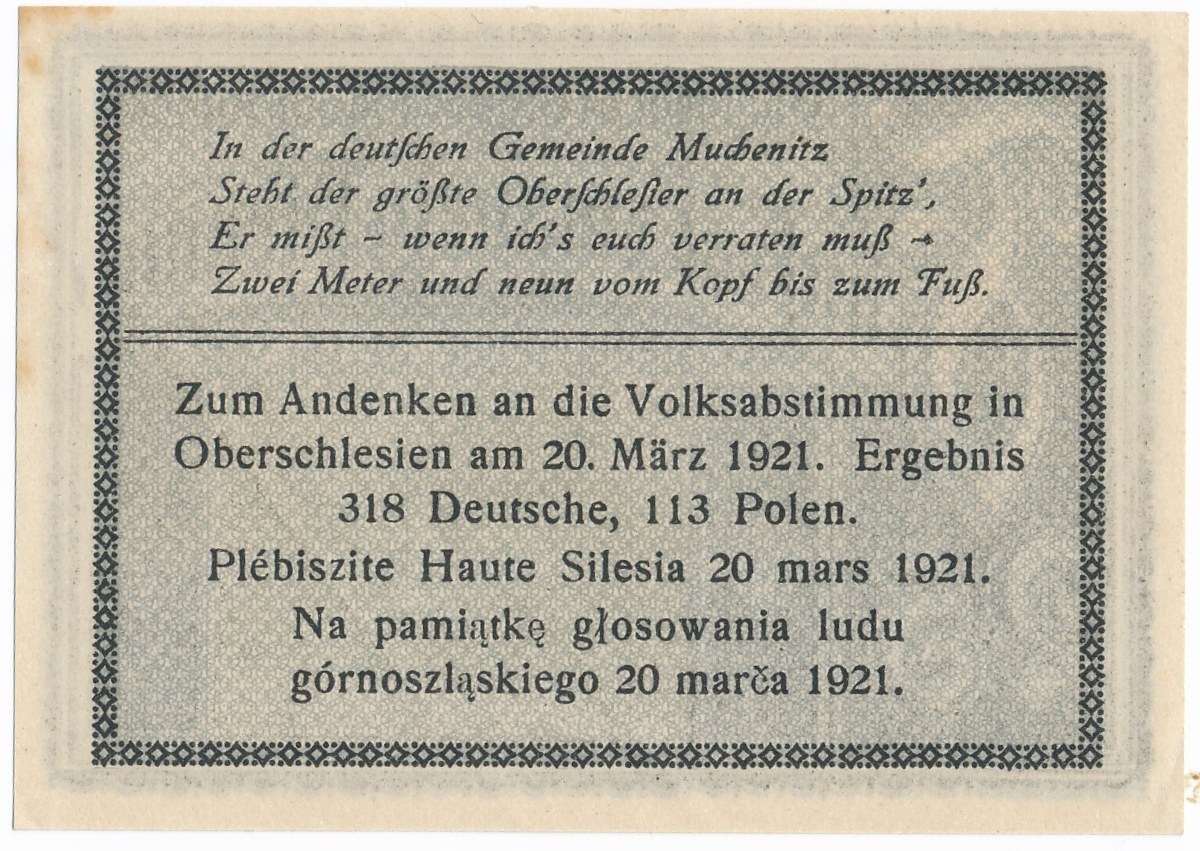 In der deutſchen Gemeinde Muchenitz
Steht der größte Oberſchleſier an der Spitz',
Er mißt – wenn ich's euch verraten muß –
Zwei Meter und neun vom Kopf bis zum Fuß.
Zum Andenken an die Volksabstimmung in
Oberschlesien am 20. März 1921. Ergebnis
318 Deutsche, 113 Polen.
Plébiszite Haute Silesia 20 mars 1921.
Na pamiątkę głosowania ludu
górnoszląskiego 20 marča 1921.